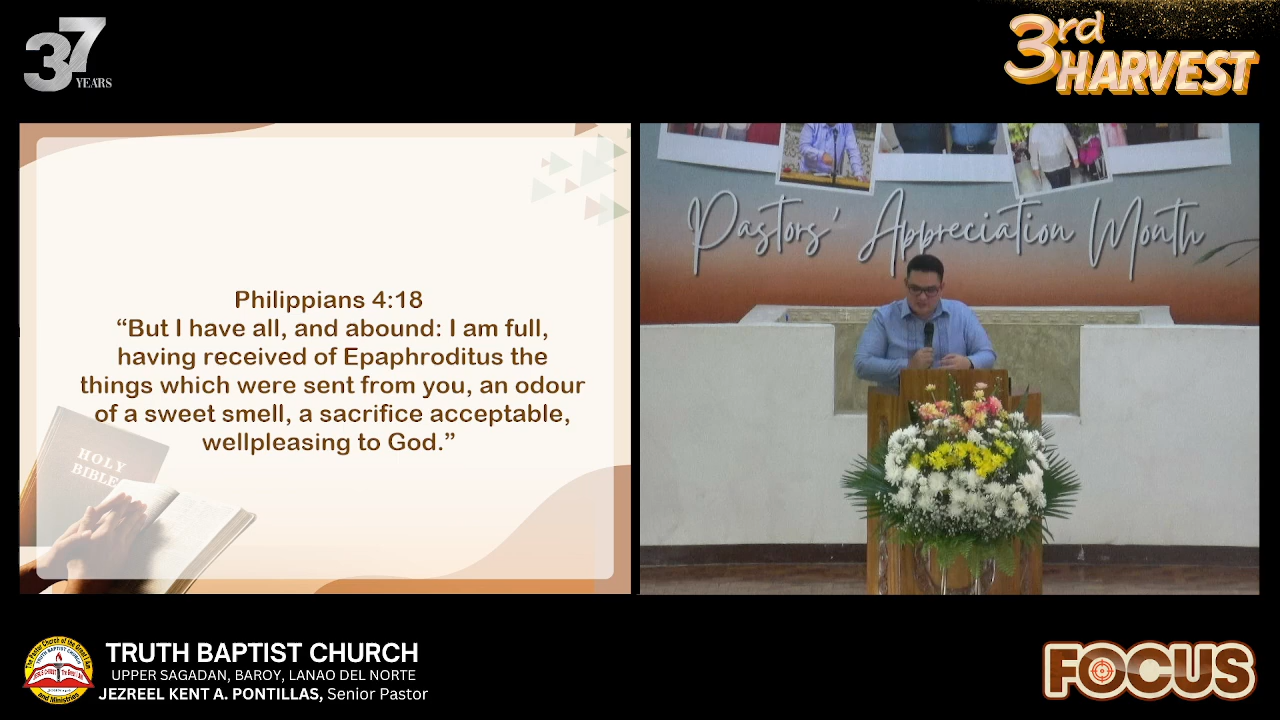 37
YEARS
3rd
HARVEST
Philippians 4:18
“But I have all, and abound: I am full,
having received of Epaphroditus the
things which were sent from you, an odour
of a sweet smell, a sacrifice acceptable,
wellpleasing to God.”
HOLY
BIBLE
Pastors' Appreciation Month
TRUTH BAPTIST CHURCH
UPPER SAGADAN, BAROY, LANAO DEL NORTE
JEZREEL KENT A. PONTILLAS, Senior Pastor
FOCUS